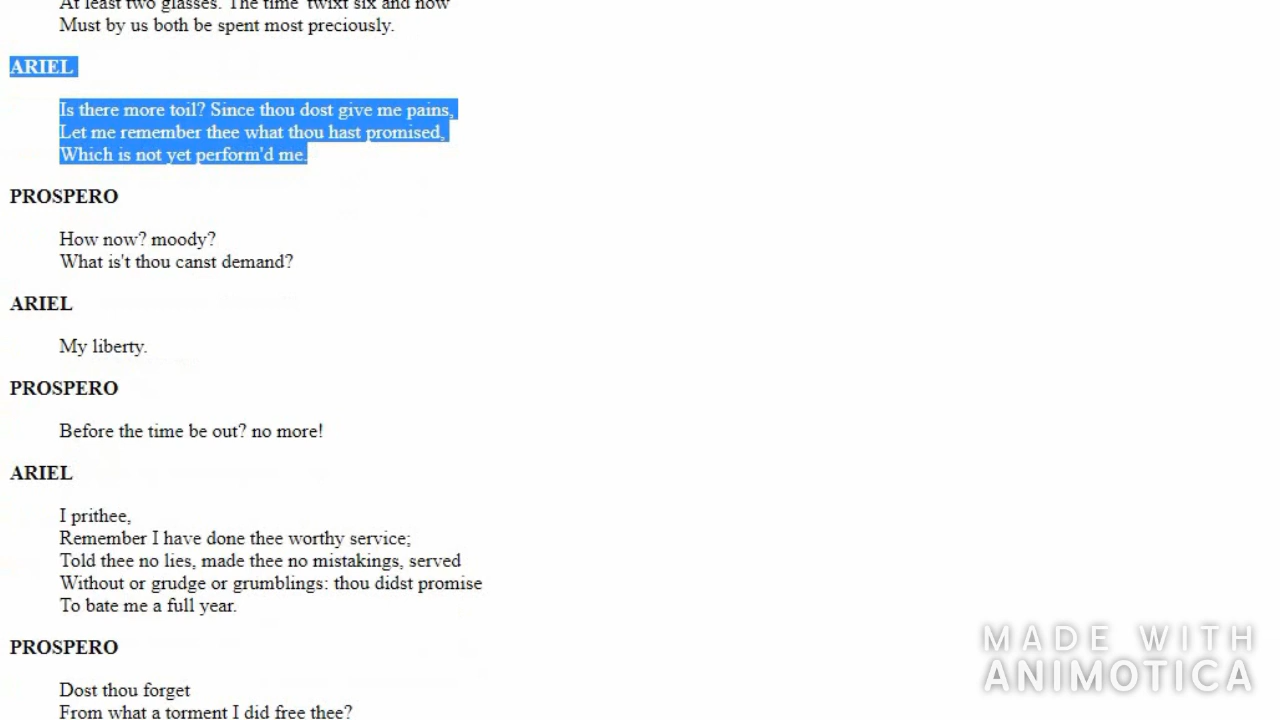 At least two glasses. The time 'twixt six and now
Must by us both be spent most preciously.
ARIEL
Is there more toil? Since thou dost give me pains,
Let me remember thee what thou hast promised,
Which is not yet perform'd me.
PROSPERO
How now? moody?
What is't thou canst demand?
ARIEL
My liberty.
PROSPERO
Before the time be out? no more!
ARIEL
I prithee,
Remember I have done thee worthy service;
Told thee no lies, made thee no mistakings, served
Without or grudge or grumblings: thou didst promise
To bate me a full year.
PROSPERO
Dost thou forget
From what a torment I did free thee?
MADE WITH
ANIMOTICA